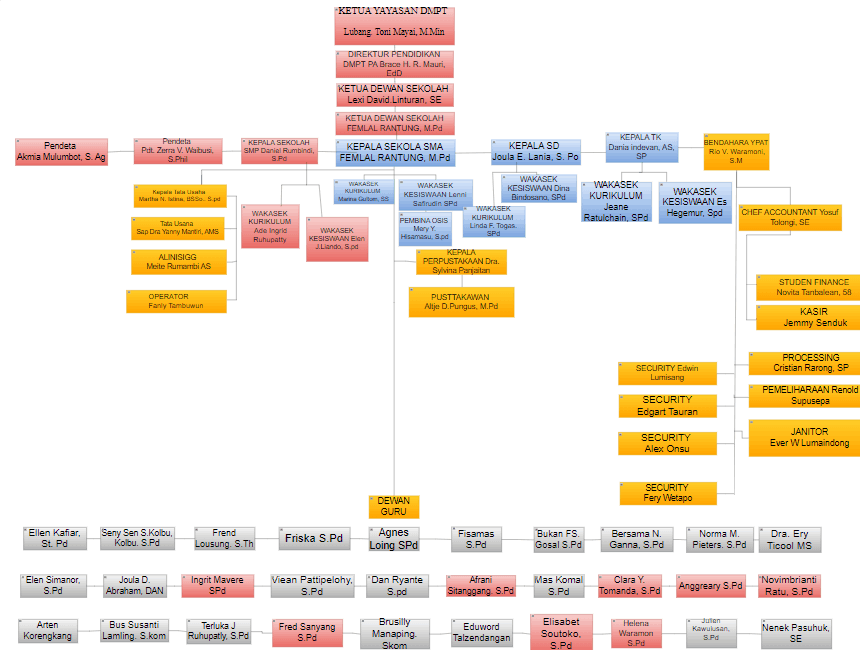 KETUA YAYASAN DMPT
Lubang. Toni Mayai, M.Min
DIREKTUR PENDIDIKAN
DMPT PA Brace H. R. Mauri,
EdD
KETUA DEWAN SEKOLAH
Lexi David.Linturan, SE
KETUA DEWAN SEKOLAH
FEMLAL RANTUNG, M.Pd
Pendeta
Akmia Mulumbot, S. Ag
Pendeta
Pdt. Zerra V. Waibusi,
S.Phil
KEPALA SEKOLAH
SMP Daniel Rumbindi,
S.Pd
KEPALA SEKOLA SMA
FEMLAL RANTUNG, M.Pd
KEPALA SD
Joula E. Lania, S. Po
KEPALA TK
Dania indevan, AS,
SP
BENDAHARA YPAT
Rio V. Waramoni,
S.M
Kepala Tata Usaha
Martha N. Istina, BSSo.. S.pd
Tata Usana
Sap Dra Yanny Mantiri, AMS
ALINISIGG
Meite Rumambi AS
OPERATOR
Fanly Tambuwun
WAKASEK
KURIKULUM
Ade Ingrid
Ruhupatty
WAKASEK
KESISWAAN Elen
J.Liando, S.pd
WAKASEK
KURIKULUM
Marina Gultom, SS
WAKASEK
KESISWAAN Lenni
Safirudin SPd
PEMBINA OSIS
Mery Y.
Hisamasu, S.pd
WAKASEK
KESISWAAN Dina
Bindosano, SPd
WAKASEK
KURIKULUM
Linda F. Togas.
SPd
WAKASEK
KURIKULUM
Jeane
Ratulchain, SPd
WAKASEK
KESISWAAN Es
Hegemur, Spd
CHEF ACCOUNTANT Yosuf
Tolongi, SE
KEPALA
PERPUSTAKAAN Dra.
Sylvina Panjaitan
PUSTTAKAWAN
Altje D.Pungus, M.Pd
STUDEN FINANCE
Novita Tanbalean, 58
KASIR
Jemmy Senduk
PROCESSING
Cristian Rarong, SP
PEMELIHARAAN Renold
Supusepa
JANITOR
Ever W Lumaindong
SECURITY Edwin
Lumisang
SECURITY
Edgart Tauran
SECURITY
Alex Onsu
SECURITY
Fery Wetapo
DEWAN
GURU
Ellen Kafiar,
St. Pd
Seny Sen S.Kolbu,
Kolbu. S.Pd
Frend
Lousung. S.Th
Friska S.Pd
Agnes
Loing SPd
Fisamas
S.Pd
Bukan FS.
Gosal S.Pd
Bersama N.
Ganna, S.Pd
Norma M.
Pieters. S.Pd
Dra. Ery
Ticool MS
Elen Simanor,
S.Pd
Joula D.
Abraham, DAN
Ingrit Mavere
SPd
Viean Pattipelohy,
S.Pd
Dan Ryante
S.pd
Afrani
Sitanggang. S.Pd
Mas Komal
S.Pd
Clara Y.
Tomanda, S.Pd
Anggreary S.Pd
Novimbrianti
Ratu, S.Pd
Arten
Korengkang
Bus Susanti
Lamling. S.kom
Terluka J
Ruhupatly, S.Pd
Fred Sanyang
S.Pd
Brusilly
Manaping.
Skom
Eduword
Talzendangan
Elisabet
Soutoko.
S.Pd
Helena
Waramon
S.Pd
Julien
Kawulusan,
S.Pd
Nenek Pasuhuk,
SE